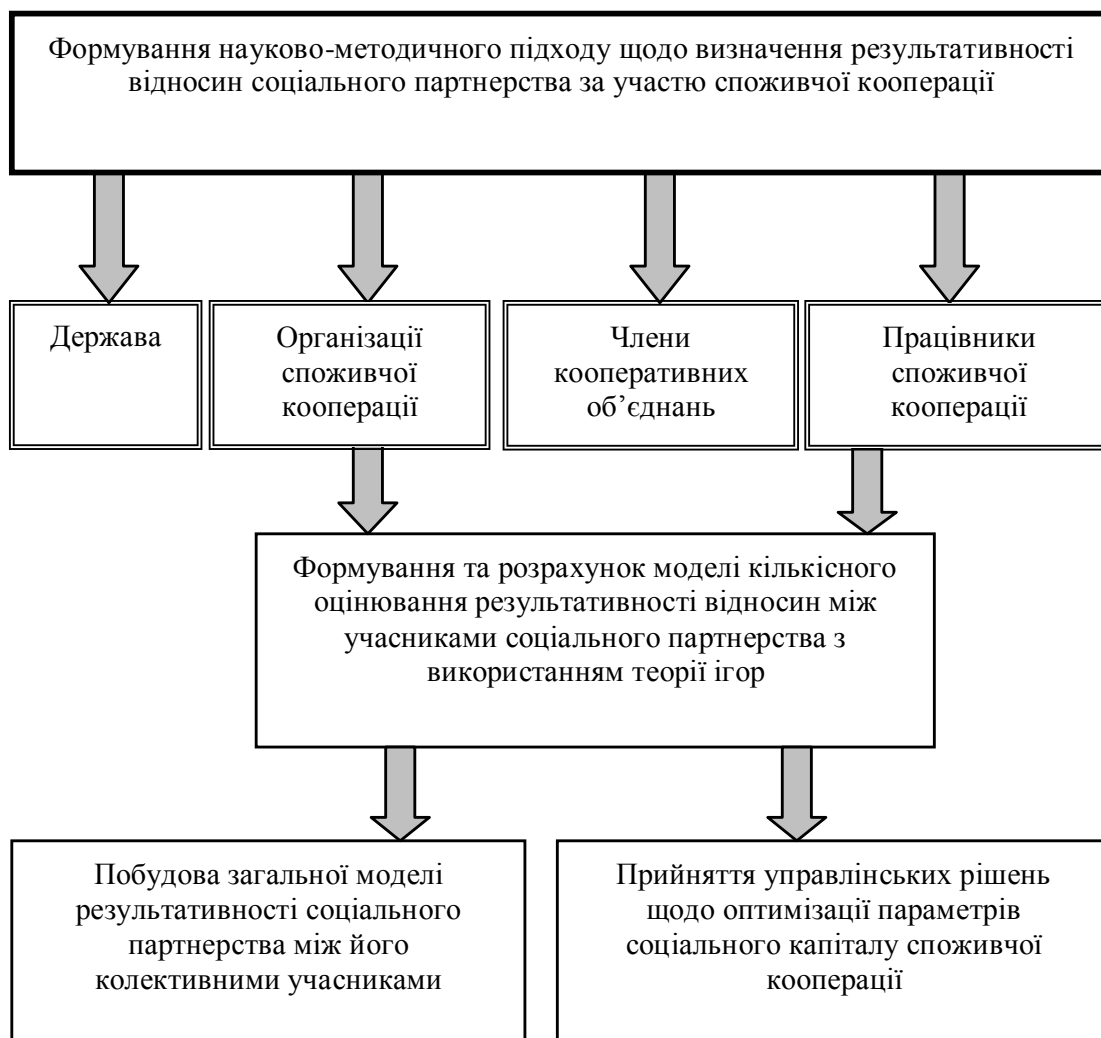 Формування науково-методичного підходу щодо визначення результативності
відносин соціального партнерства за участю споживчої кооперації
Держава
Організації
споживчої
кооперації
Члени
кооперативних
об’єднань
Працівники
споживчої
кооперації
Формування та розрахунок моделі кількісного
оцінювання результативності відносин між
учасниками соціального партнерства з
використанням теорії ігор
Побудова загальної моделі
результативності соціального
партнерства між його
колективними учасниками
Прийняття управлінських рішень
щодо оптимізації параметрів
соціального капіталу споживчої
кооперації